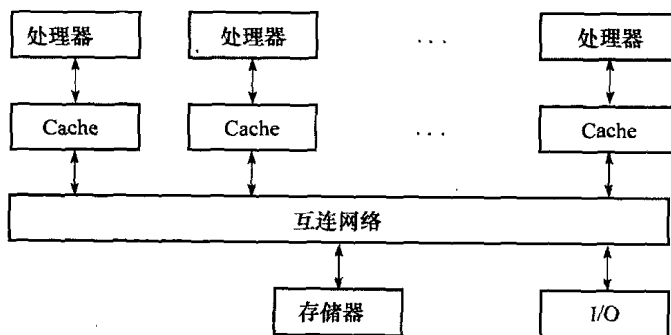 处理器 处理器 ... 处理器
Cache Cache ... Cache
互连网络
存储器 I/O